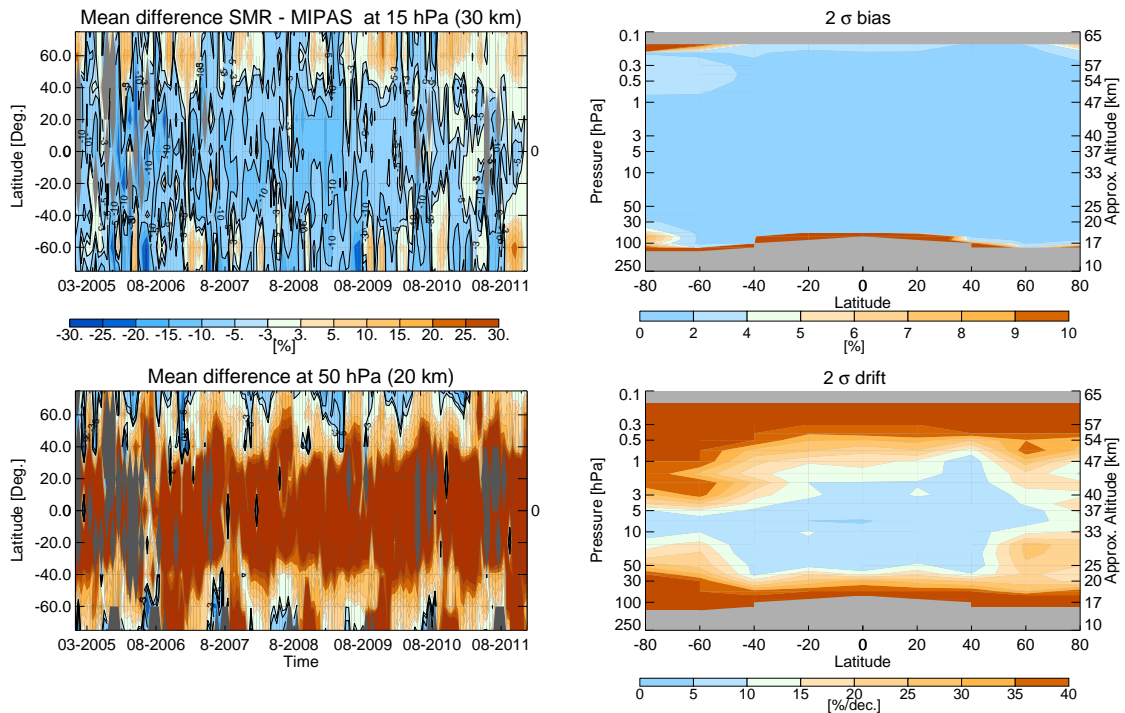 Mean difference SMR - MIPAS at 15 hPa (30 km)
Latitude [Deg.]
60.0
40.0
20.0
0.0
-20.0
-40.0
-60.0
0
03-2005 08-2006 8-2007 08-2008 08-2009 08-2010 08-2011
-30. -25. -20. -15. -10. -5. -3. 3. 5. 10. 15. 20. 25. 30.
[%]
2 σ bias
Pressure [hPa]
0.1
0.3
0.5
1
3
5
10
50
30
100
250
65
57
54
47
40
37
33
20
19
17
10
Approx. Altitude [km]
-80 -60 -40 -20 0 20 40 60 80
Latitude
0 2 4 5 6 7 8 9 10
[%]
Mean difference at 50 hPa (20 km)
Latitude [Deg.]
60.0
40.0
20.0
0.0
-20.0
-40.0
-60.0
0
03-2005 08-2006 8-2007 08-2008 08-2009 08-2010 08-2011
Time
2 σ drift
Pressure [hPa]
0.1
0.3
0.5
1
3
5
10
50
30
100
250
65
57
54
47
40
37
33
20
19
17
10
Approx. Altitude [km]
-80 -60 -40 -20 0 20 40 60 80
Latitude
0 5 10 15 20 25 30 35 40
[%/dec.]